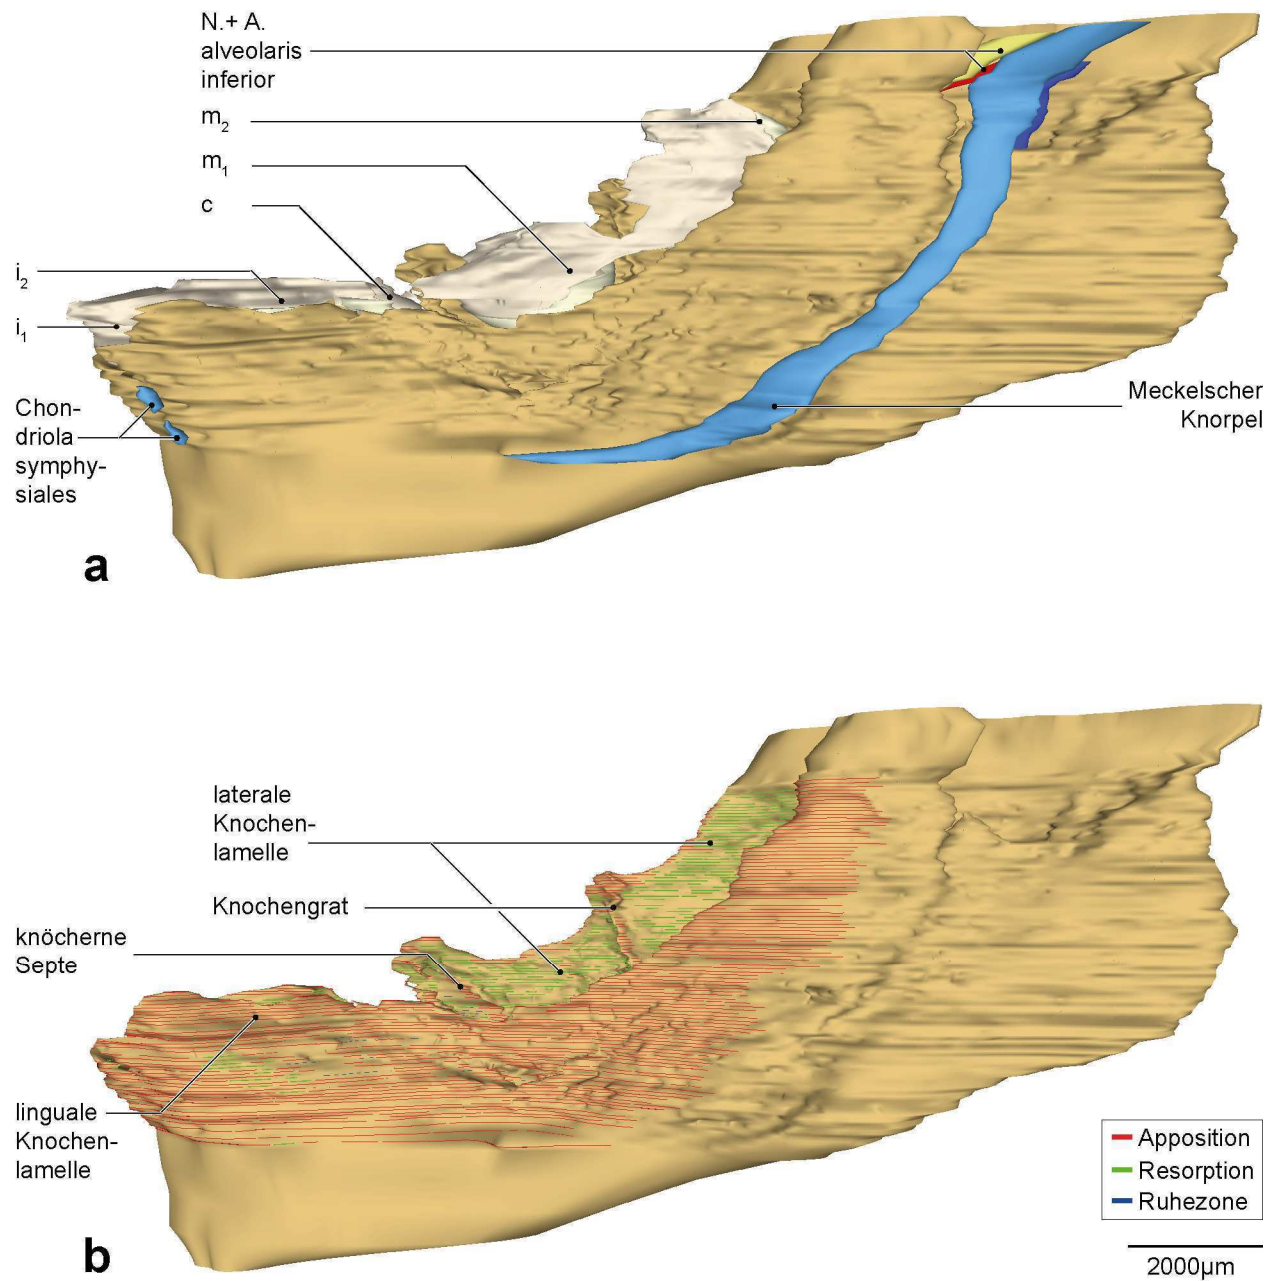 N.+ A.
alveolaris
inferior
m2
m1
c
i2
i1
Chon-
driola
symphy-
siales
Meckelscher
Knorpel
a
laterale
Knochen-
lamelle
Knochengrat
knöcherne
Septe
linguale
Knochen-
lamelle
Apposition
Resorption
Ruhezone
2000µm
b